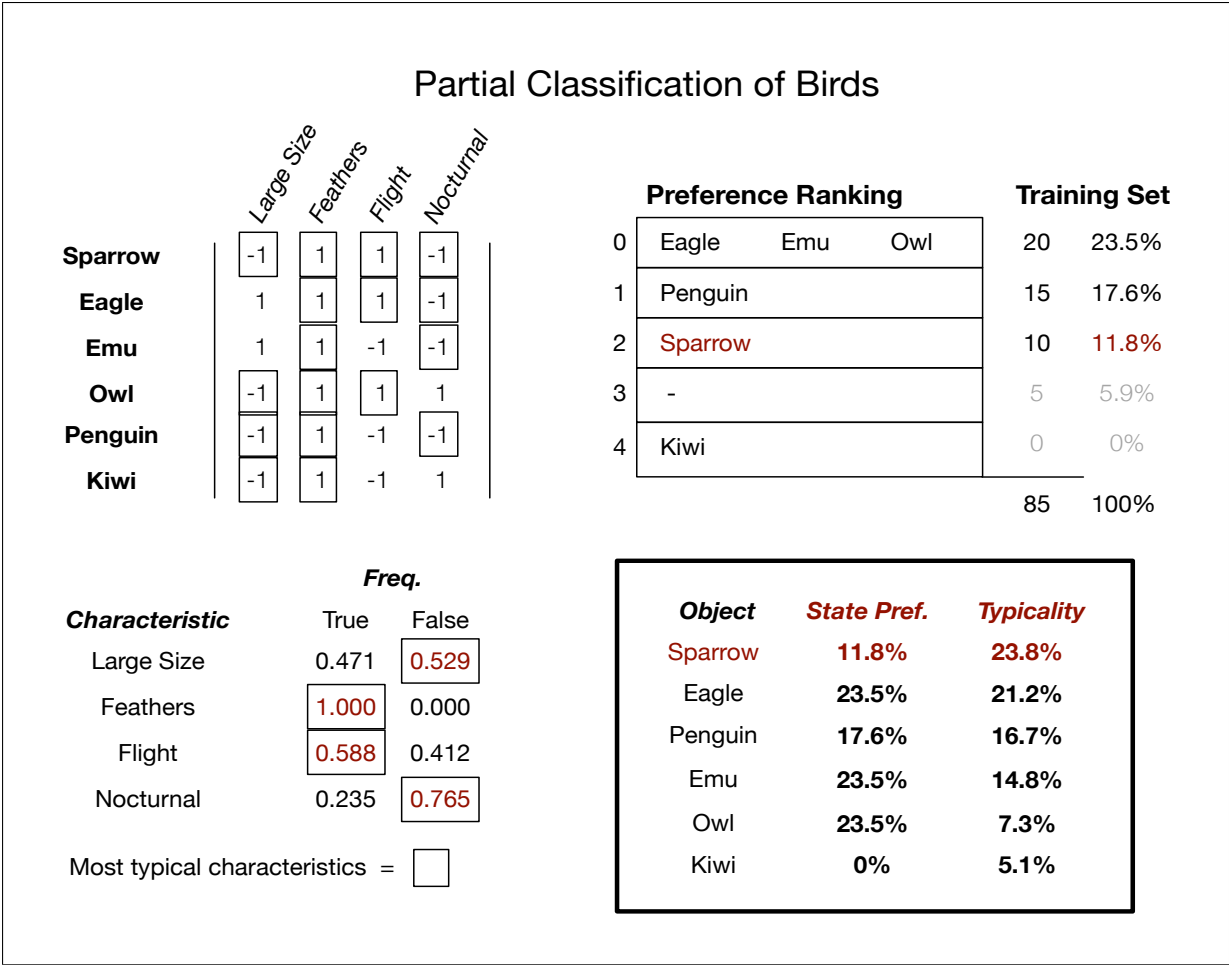 Partial Classification of Birds
Large Size Feathers Flight Nocturnal
Sparrow -1 1 1 -1
Eagle 1 1 1 -1
Emu 1 1 -1 -1
Owl -1 1 1 1
Penguin -1 1 -1 -1
Kiwi -1 1 -1 1
Preference Ranking Training Set
0 Eagle Emu Owl 20 23.5%
1 Penguin 15 17.6%
2 Sparrow 10 11.8%
3 - 5 5.9%
4 Kiwi 0 0%
85 100%
Freq.
Characteristic True False
Large Size 0.471 0.529
Feathers 1.000 0.000
Flight 0.588 0.412
Nocturnal 0.235 0.765
Most typical characteristics =
Object State Pref. Typicality
Sparrow 11.8% 23.8%
Eagle 23.5% 21.2%
Penguin 17.6% 16.7%
Emu 23.5% 14.8%
Owl 23.5% 7.3%
Kiwi 0% 5.1%